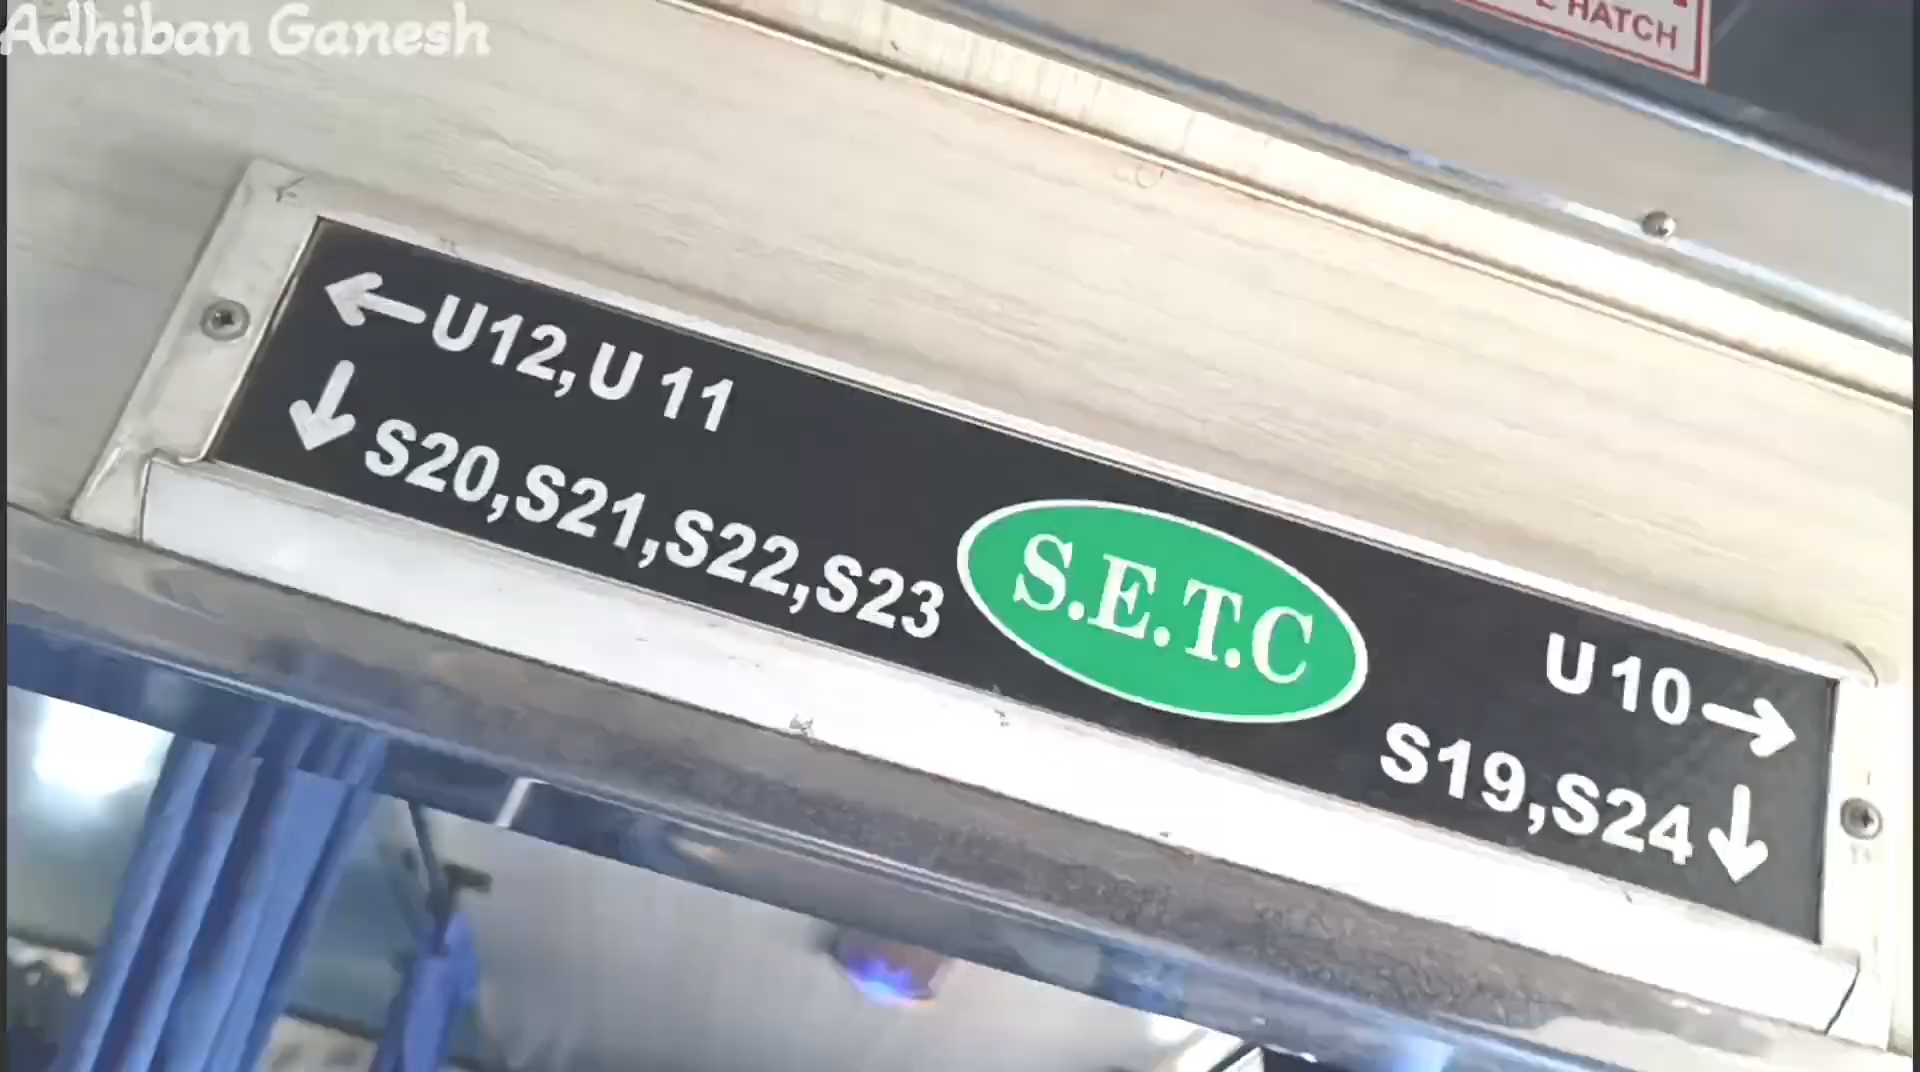 Adhiban Ganesh
HATCH
←U12,U 11
↓ S20,S21,S22,S23
S.E.T.C
U 10→
S19,S24↓